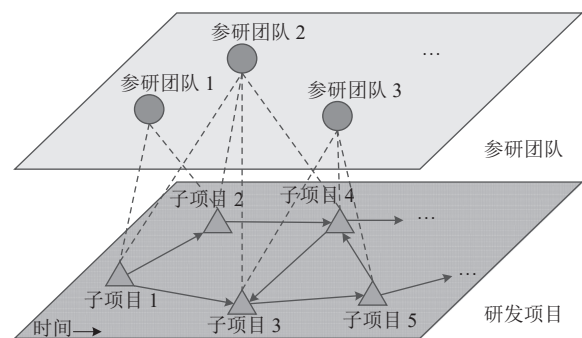 参研团队 2
…
参研团队 1
参研团队 3
参研团队
子项目 2
子项目 4
…
…
子项目 1
子项目 3
子项目 5
研发项目
时间